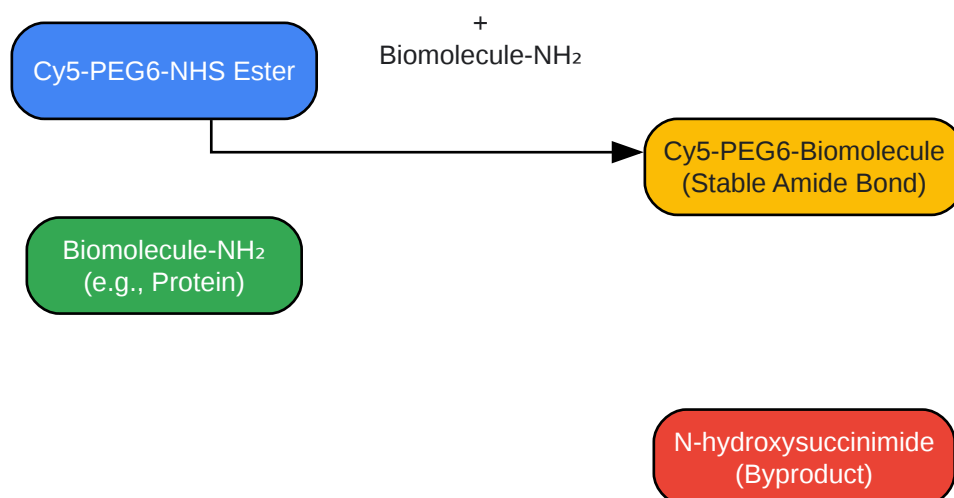 Cy5-PEG6-NHS Ester
+
Biomolecule-NH₂
Cy5-PEG6-Biomolecule
(Stable Amide Bond)
Biomolecule-NH₂
(e.g., Protein)
N-hydroxysuccinimide
(Byproduct)